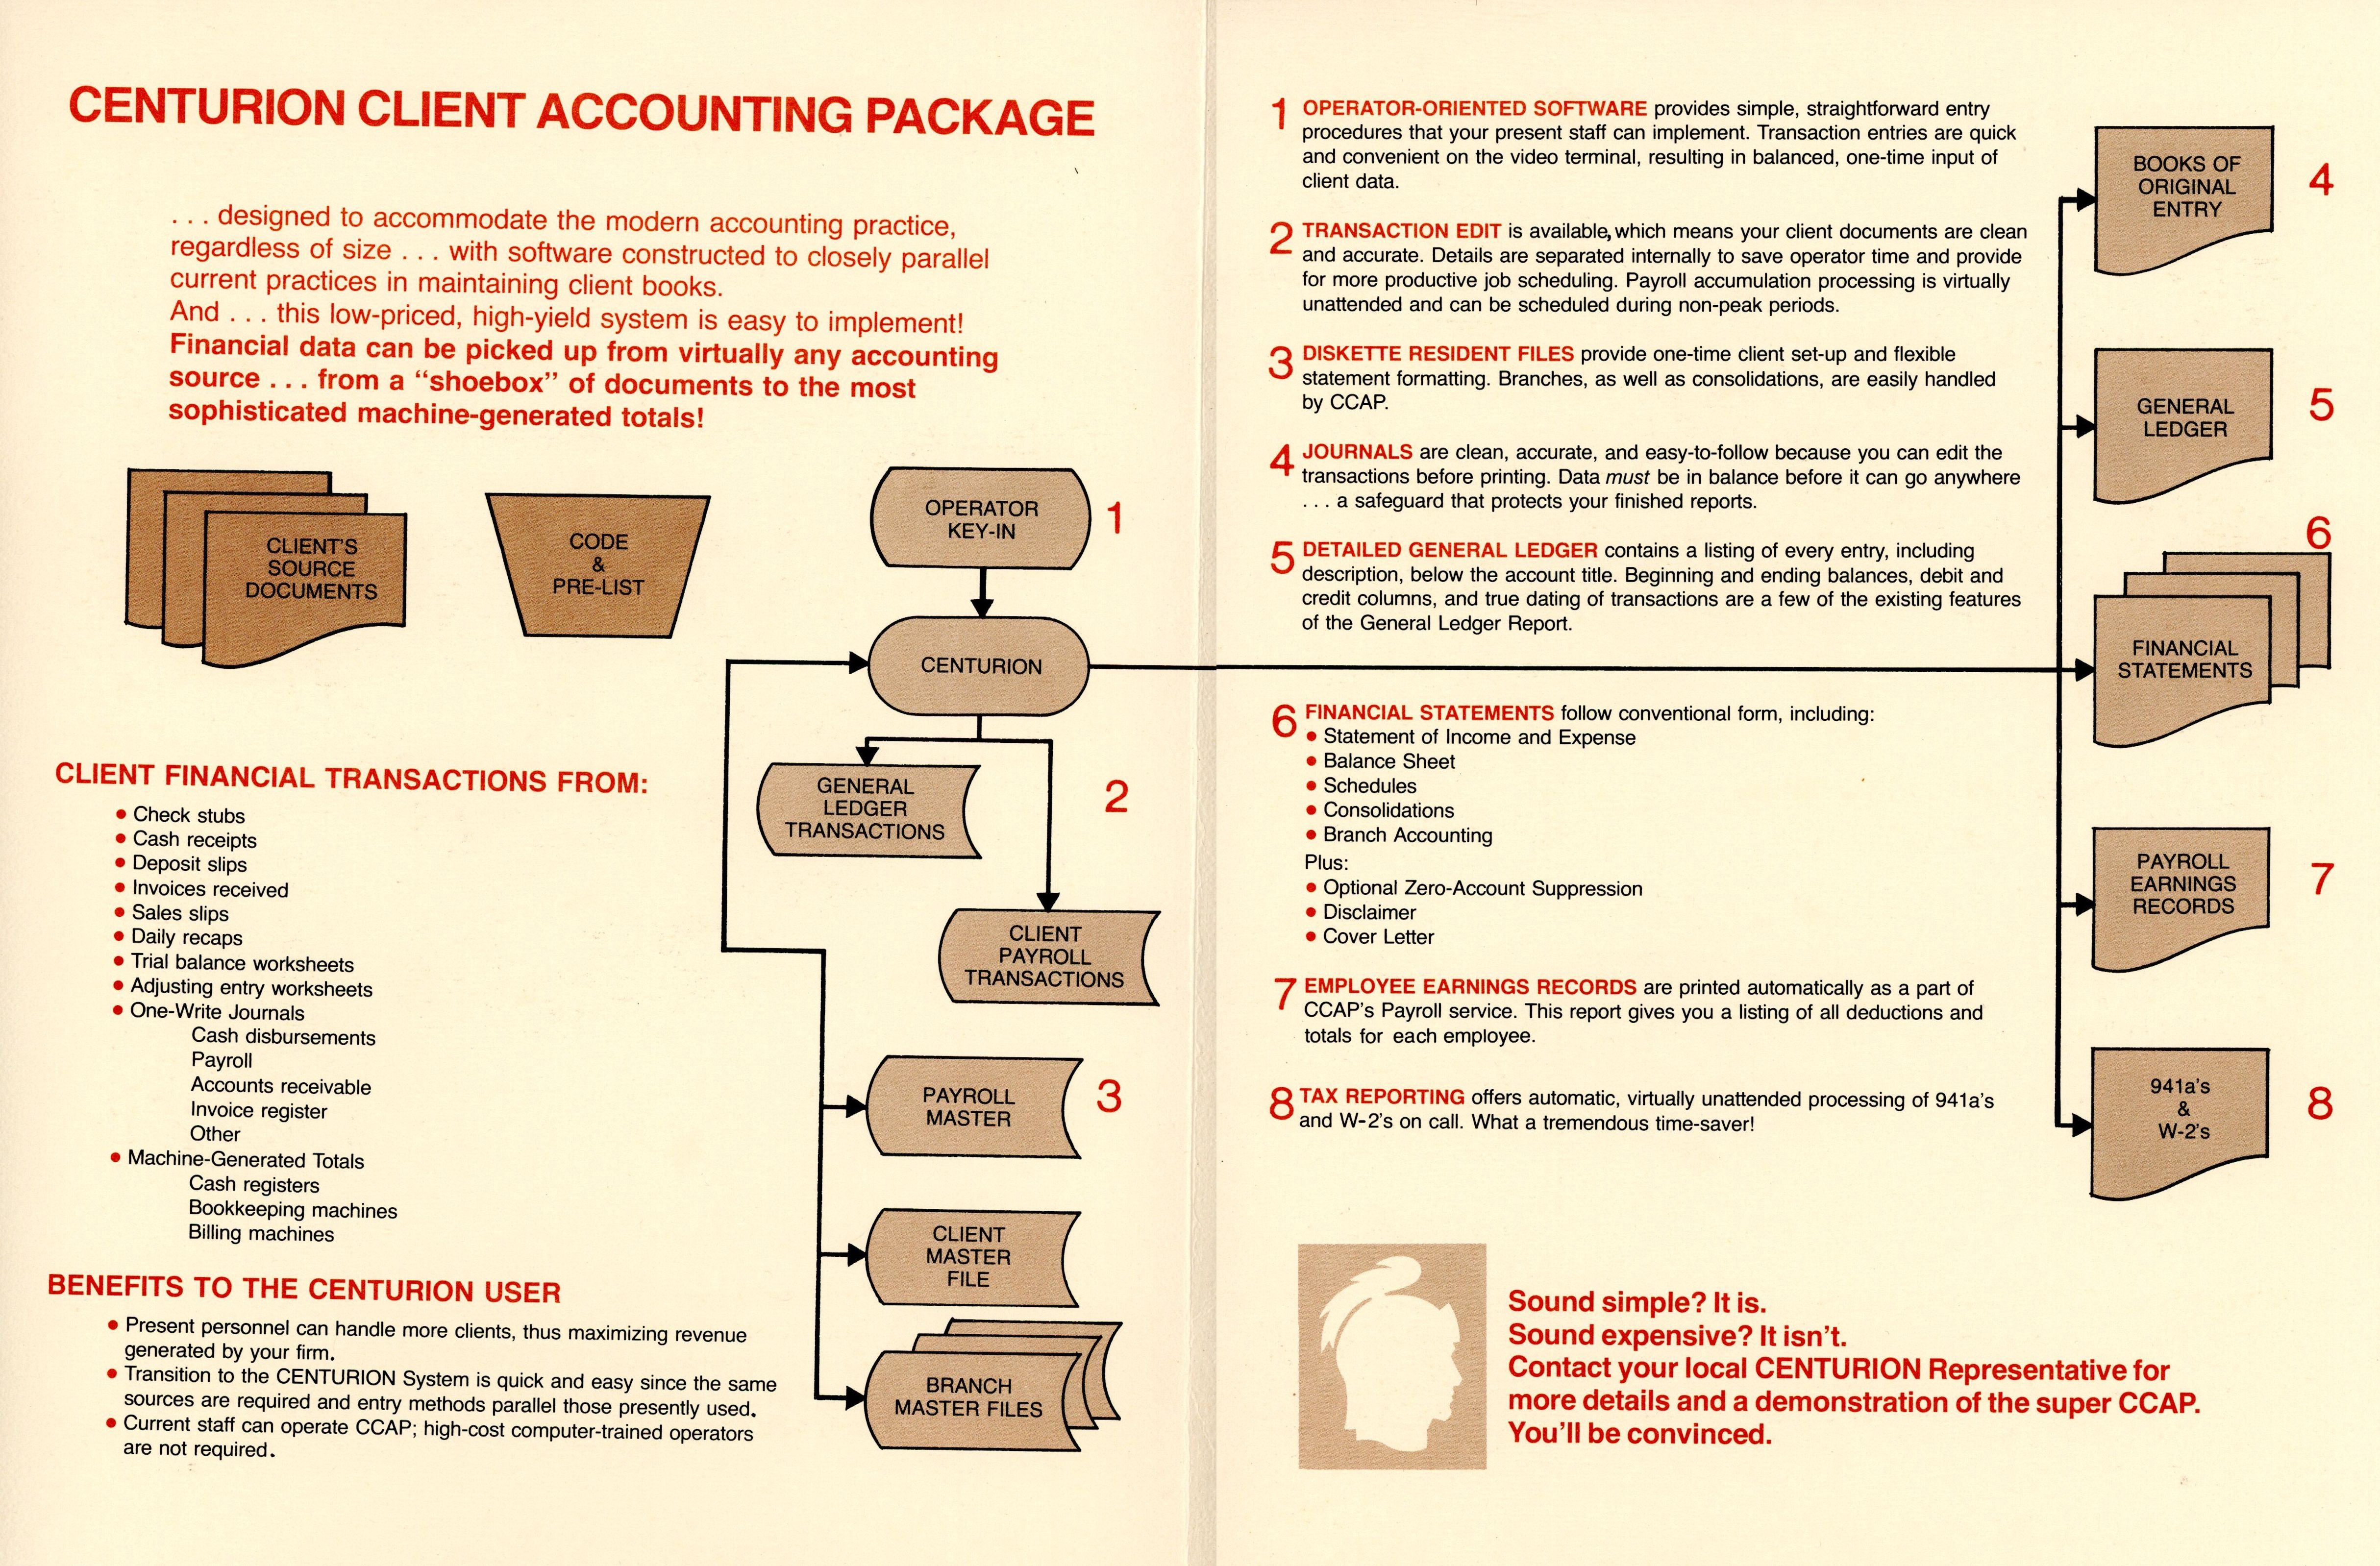 CENTURION CLIENT ACCOUNTING PACKAGE
. . . designed to accommodate the modern accounting practice,
regardless of size . . . with software constructed to closely parallel
current practices in maintaining client books.
And . . . this low-priced, high-yield system is easy to implement!
Financial data can be picked up from virtually any accounting
source . . . from a “shoebox” of documents to the most
sophisticated machine-generated totals!
CLIENT'S
SOURCE
DOCUMENTS
CODE
&
PRE-LIST
OPERATOR
KEY-IN
1
CENTURION
GENERAL
LEDGER
TRANSACTIONS
2
CLIENT
PAYROLL
TRANSACTIONS
PAYROLL
MASTER
3
CLIENT
MASTER
FILE
BRANCH
MASTER FILES
CLIENT FINANCIAL TRANSACTIONS FROM:
• Check stubs
• Cash receipts
• Deposit slips
• Invoices received
• Sales slips
• Daily recaps
• Trial balance worksheets
• Adjusting entry worksheets
• One-Write Journals
Cash disbursements
Payroll
Accounts receivable
Invoice register
Other
• Machine-Generated Totals
Cash registers
Bookkeeping machines
Billing machines
BENEFITS TO THE CENTURION USER
• Present personnel can handle more clients, thus maximizing revenue
generated by your firm.
• Transition to the CENTURION System is quick and easy since the same
sources are required and entry methods parallel those presently used.
• Current staff can operate CCAP; high-cost computer-trained operators
are not required.
1 OPERATOR-ORIENTED SOFTWARE provides simple, straightforward entry
procedures that your present staff can implement. Transaction entries are quick
and convenient on the video terminal, resulting in balanced, one-time input of
client data.
2 TRANSACTION EDIT is available, which means your client documents are clean
and accurate. Details are separated internally to save operator time and provide
for more productive job scheduling. Payroll accumulation processing is virtually
unattended and can be scheduled during non-peak periods.
3 DISKETTE RESIDENT FILES provide one-time client set-up and flexible
statement formatting. Branches, as well as consolidations, are easily handled
by CCAP.
4 JOURNALS are clean, accurate, and easy-to-follow because you can edit the
transactions before printing. Data must be in balance before it can go anywhere
. . . a safeguard that protects your finished reports.
5 DETAILED GENERAL LEDGER contains a listing of every entry, including
description, below the account title. Beginning and ending balances, debit and
credit columns, and true dating of transactions are a few of the existing features
of the General Ledger Report.
6 FINANCIAL STATEMENTS follow conventional form, including:
• Statement of Income and Expense
• Balance Sheet
• Schedules
• Consolidations
• Branch Accounting
Plus:
• Optional Zero-Account Suppression
• Disclaimer
• Cover Letter
7 EMPLOYEE EARNINGS RECORDS are printed automatically as a part of
CCAP's Payroll service. This report gives you a listing of all deductions and
totals for each employee.
8 TAX REPORTING offers automatic, virtually unattended processing of 941a's
and W-2's on call. What a tremendous time-saver!
BOOKS OF
ORIGINAL
ENTRY
4
GENERAL
LEDGER
5
6
FINANCIAL
STATEMENTS
PAYROLL
EARNINGS
RECORDS
7
941a's
&
W-2's
8
Sound simple? It is.
Sound expensive? It isn't.
Contact your local CENTURION Representative for
more details and a demonstration of the super CCAP.
You'll be convinced.